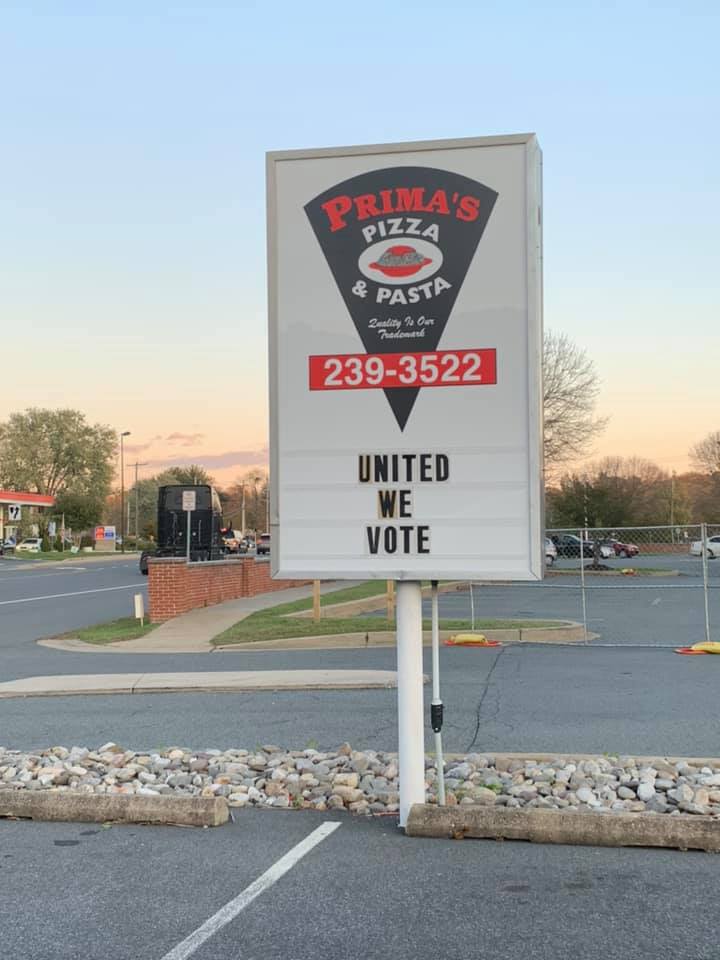 PRIMA'S
PIZZA
& PASTA
Quality Is Our
Trademark
239-3522
UNITED
WE
VOTE